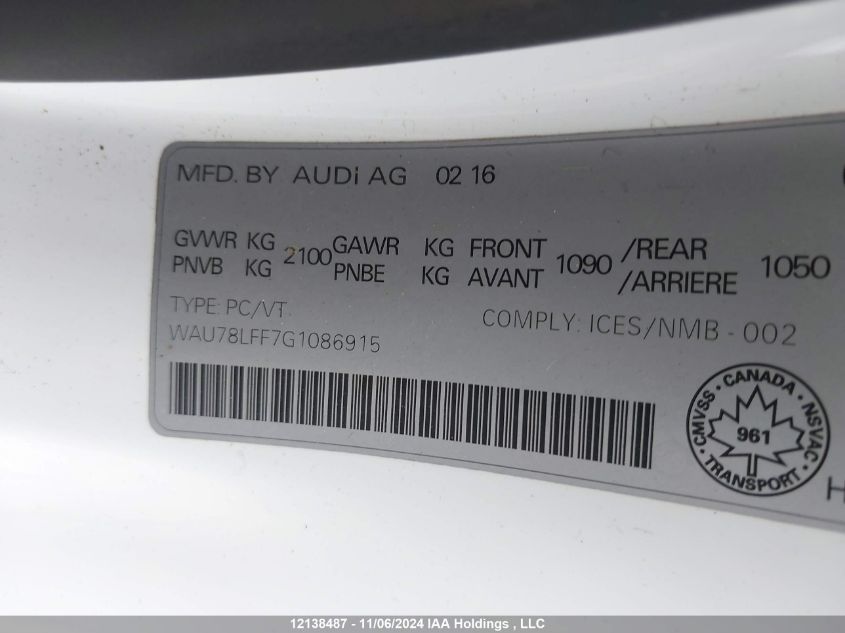 MFD. BY AUDi AG 02 16
GVWR KG 2100 GAWR KG FRONT 1090 /REAR 1050
PNVB KG PNBE KG AVANT /ARRIERE
TYPE: PC/VT
COMPLY: ICES/NMB - 002
WAU78LFF7G1086915
CMVSS • CANADA • NSVAC • TRANSPORT •
961
H
12138487 - 11/06/2024 IAA Holdings , LLC